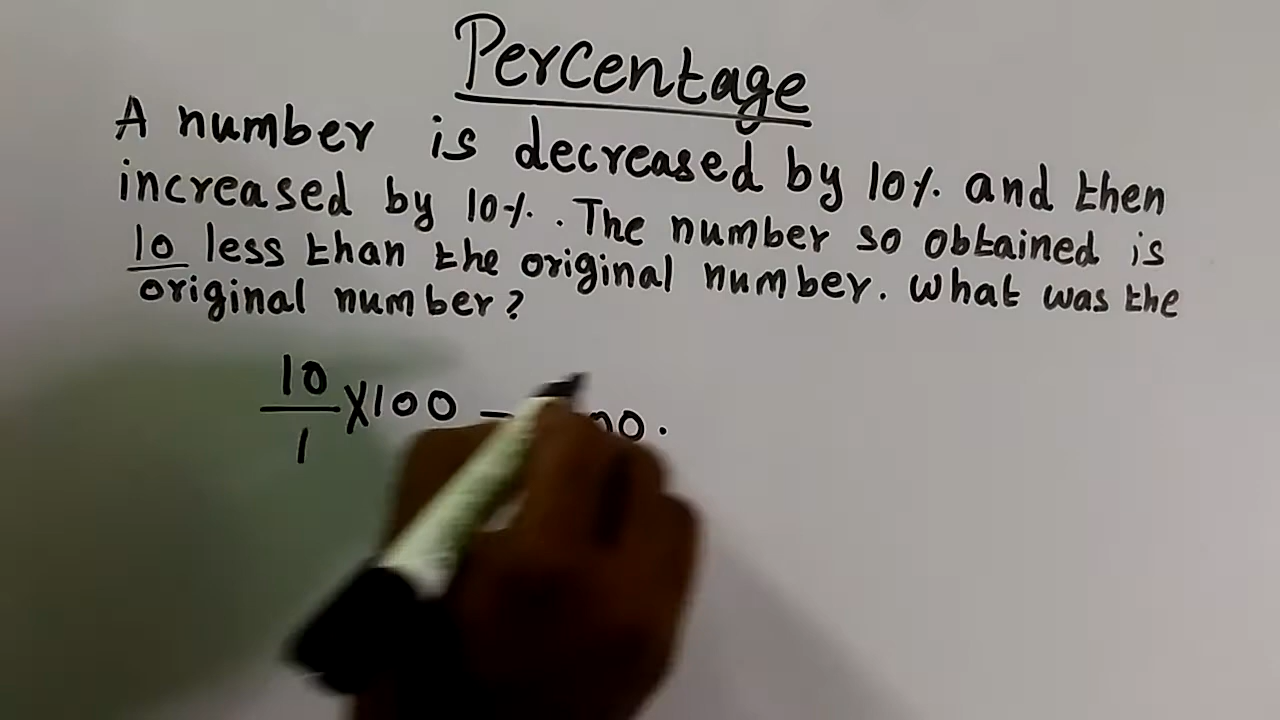 Percentage
A number is decreased by 10% and then
increased by 10%. The number so obtained is
10 less than the original number. What was the
original number?
10
1
×100